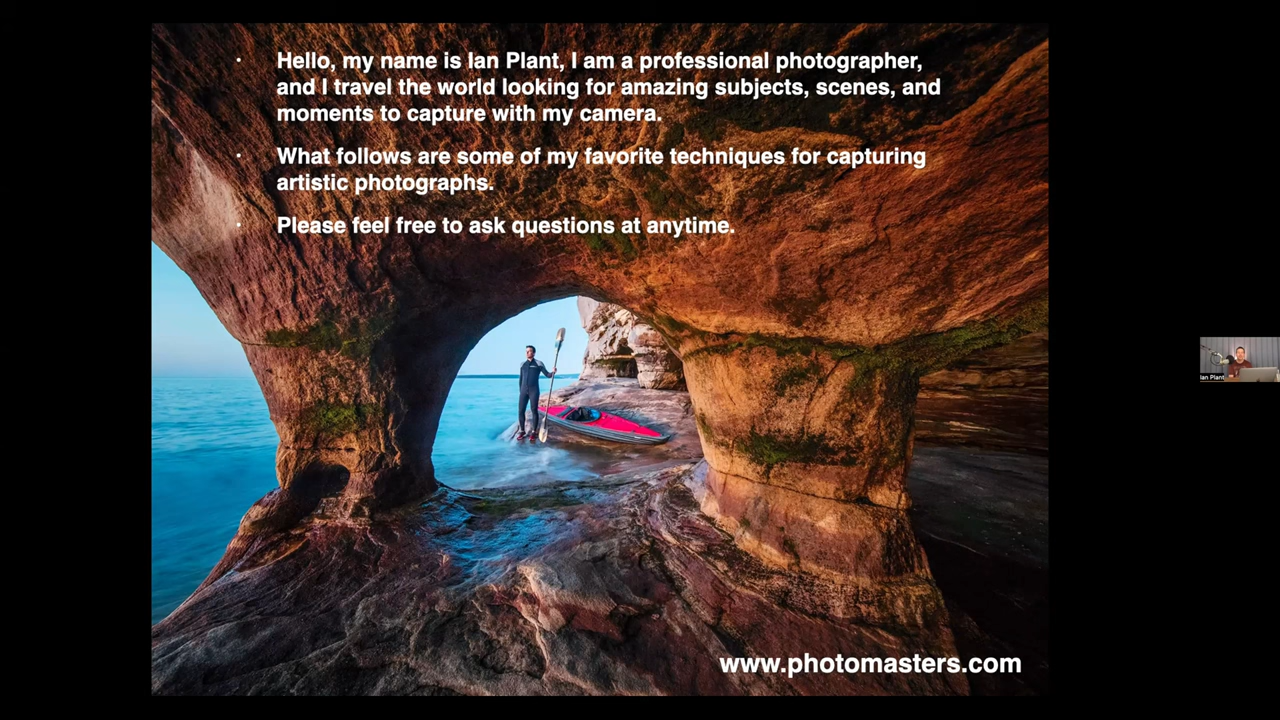 · Hello, my name is Ian Plant, I am a professional photographer,
and I travel the world looking for amazing subjects, scenes, and
moments to capture with my camera.
· What follows are some of my favorite techniques for capturing
artistic photographs.
· Please feel free to ask questions at anytime.
Ian Plant
www.photomasters.com